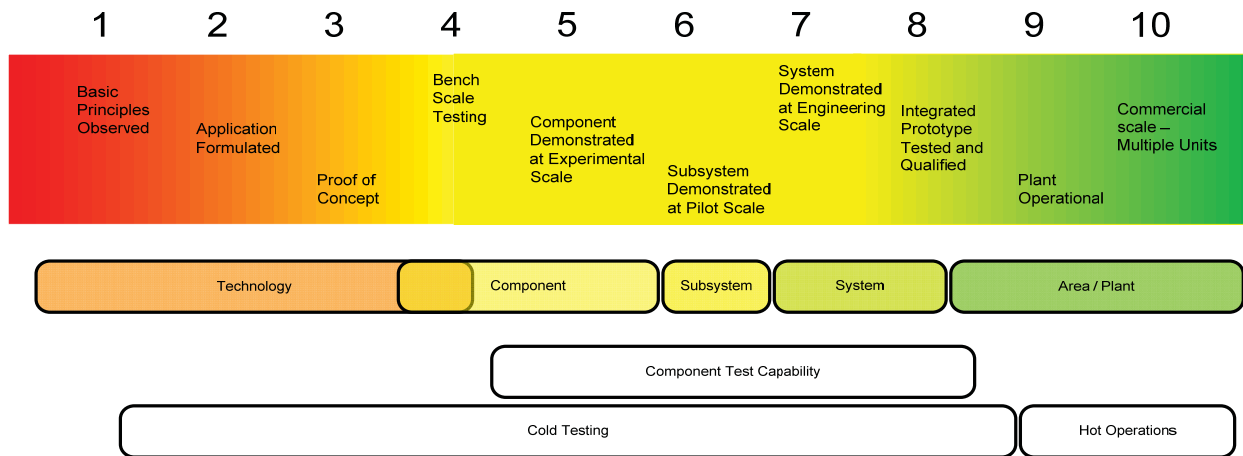 1 2 3 4 5 6 7 8 9 10
Basic
Principles
Observed
Application
Formulated
Proof of
Concept
Bench
Scale
Testing
Component
Demonstrated
at Experimental
Scale
Subsystem
Demonstrated
at Pilot Scale
System
Demonstrated
at Engineering
Scale
Integrated
Prototype
Tested and
Qualified
Plant
Operational
Commercial
scale –
Multiple Units
Technology
Component
Subsystem
System
Area / Plant
Component Test Capability
Cold Testing
Hot Operations